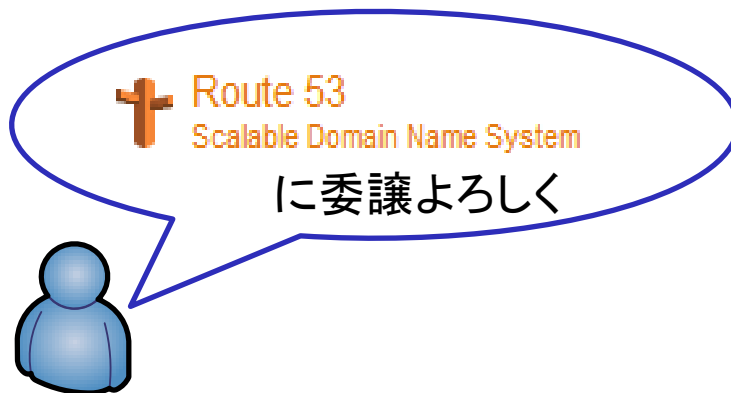 Route 53
Scalable Domain Name System
に委譲よろしく